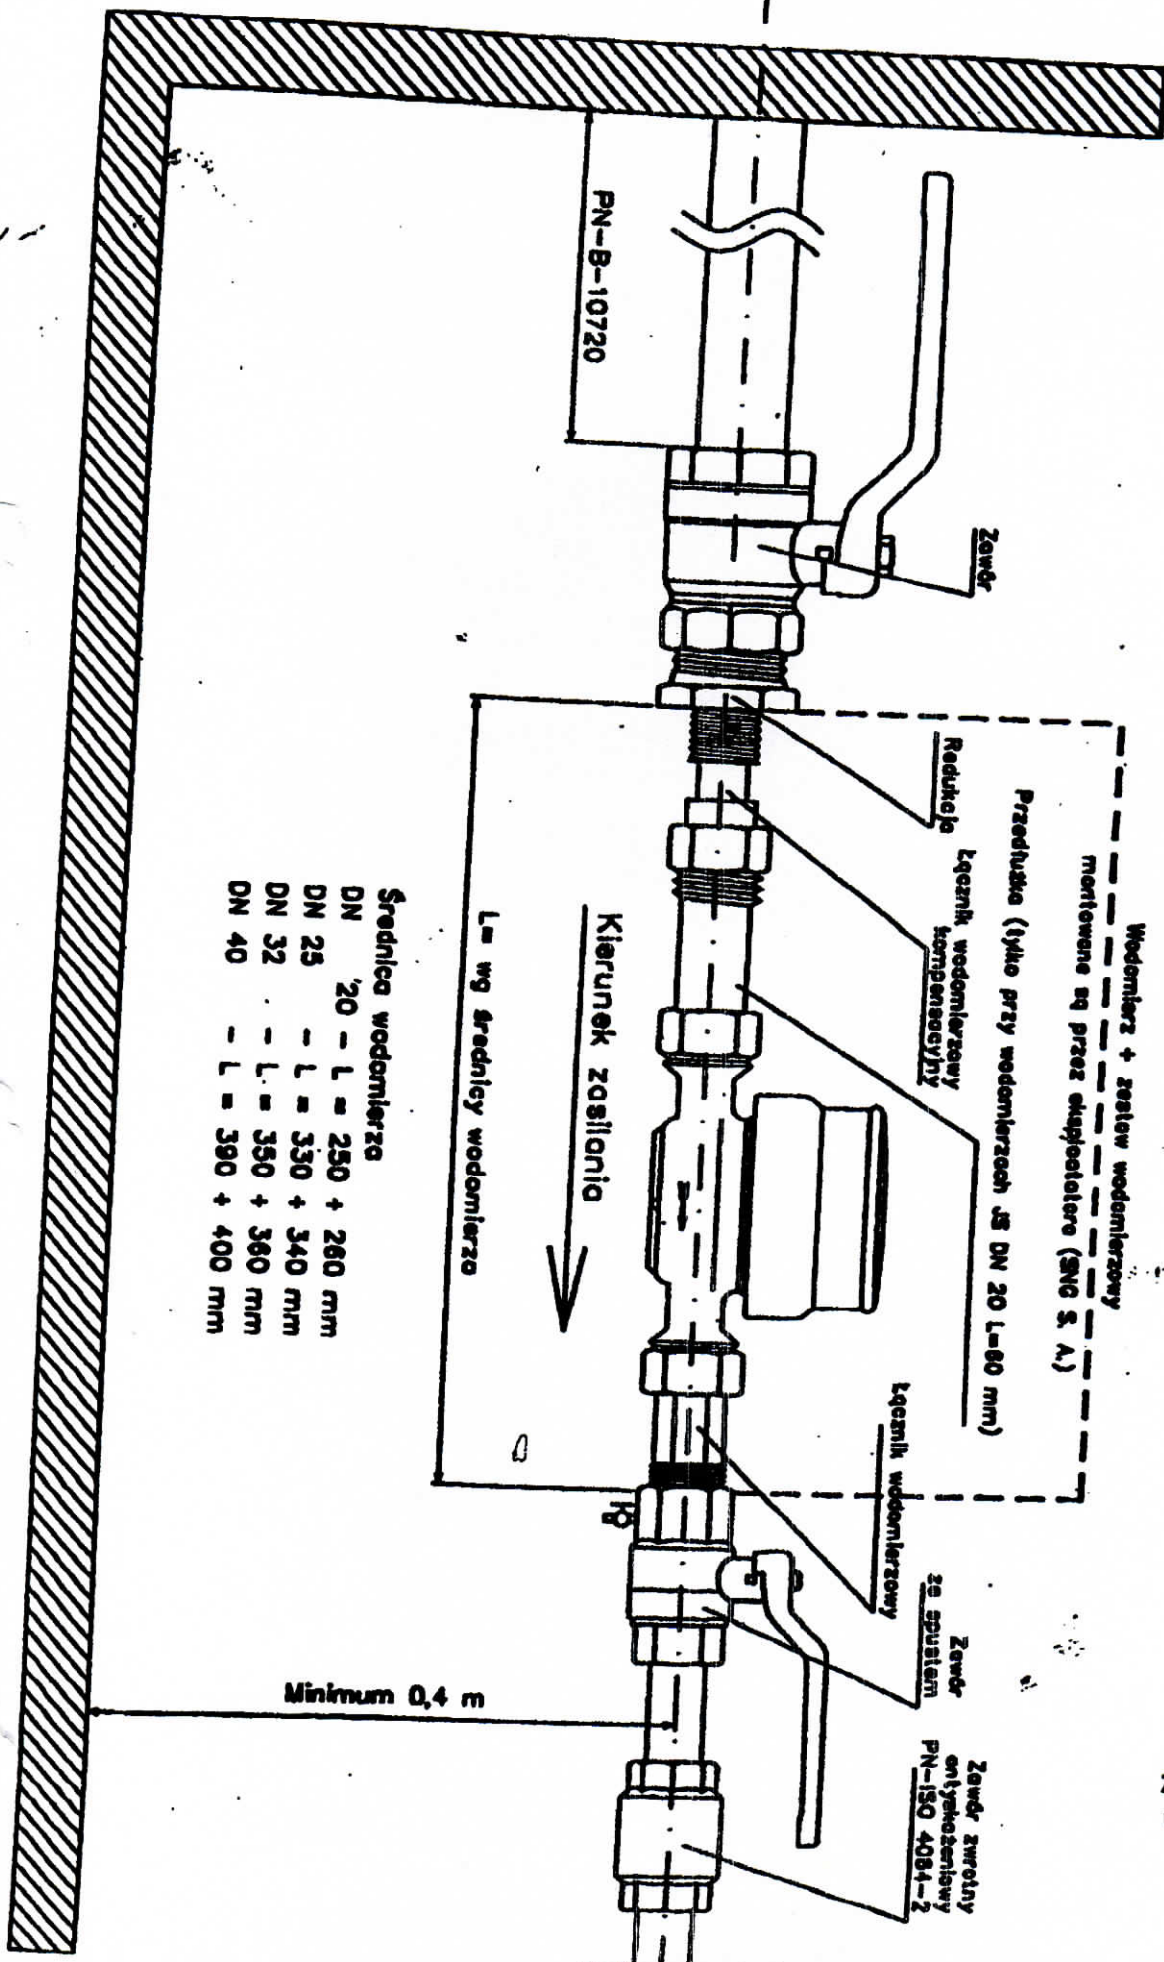 Wodomierz + zestaw wodomierzowy
montowane są przez eksploatatora (SNG S. A.)
Przedłużka (tylko przy wodomierzach JS DN 20 L=60 mm)
Zawór
Redukcja
Łącznik wodomierzowy
kompensacyjny
Łącznik wodomierzowy
Zawór
ze spustem
Zawór zwrotny
antyskażeniowy
PN-ISO 4064-2
PN-B-10720
Kierunek zasilania
L= wg średnicy wodomierza
Minimum 0,4 m
Średnica wodomierza
DN 20 - L = 250 + 260 mm
DN 25 - L = 330 + 340 mm
DN 32 - L = 350 + 360 mm
DN 40 - L = 390 + 400 mm